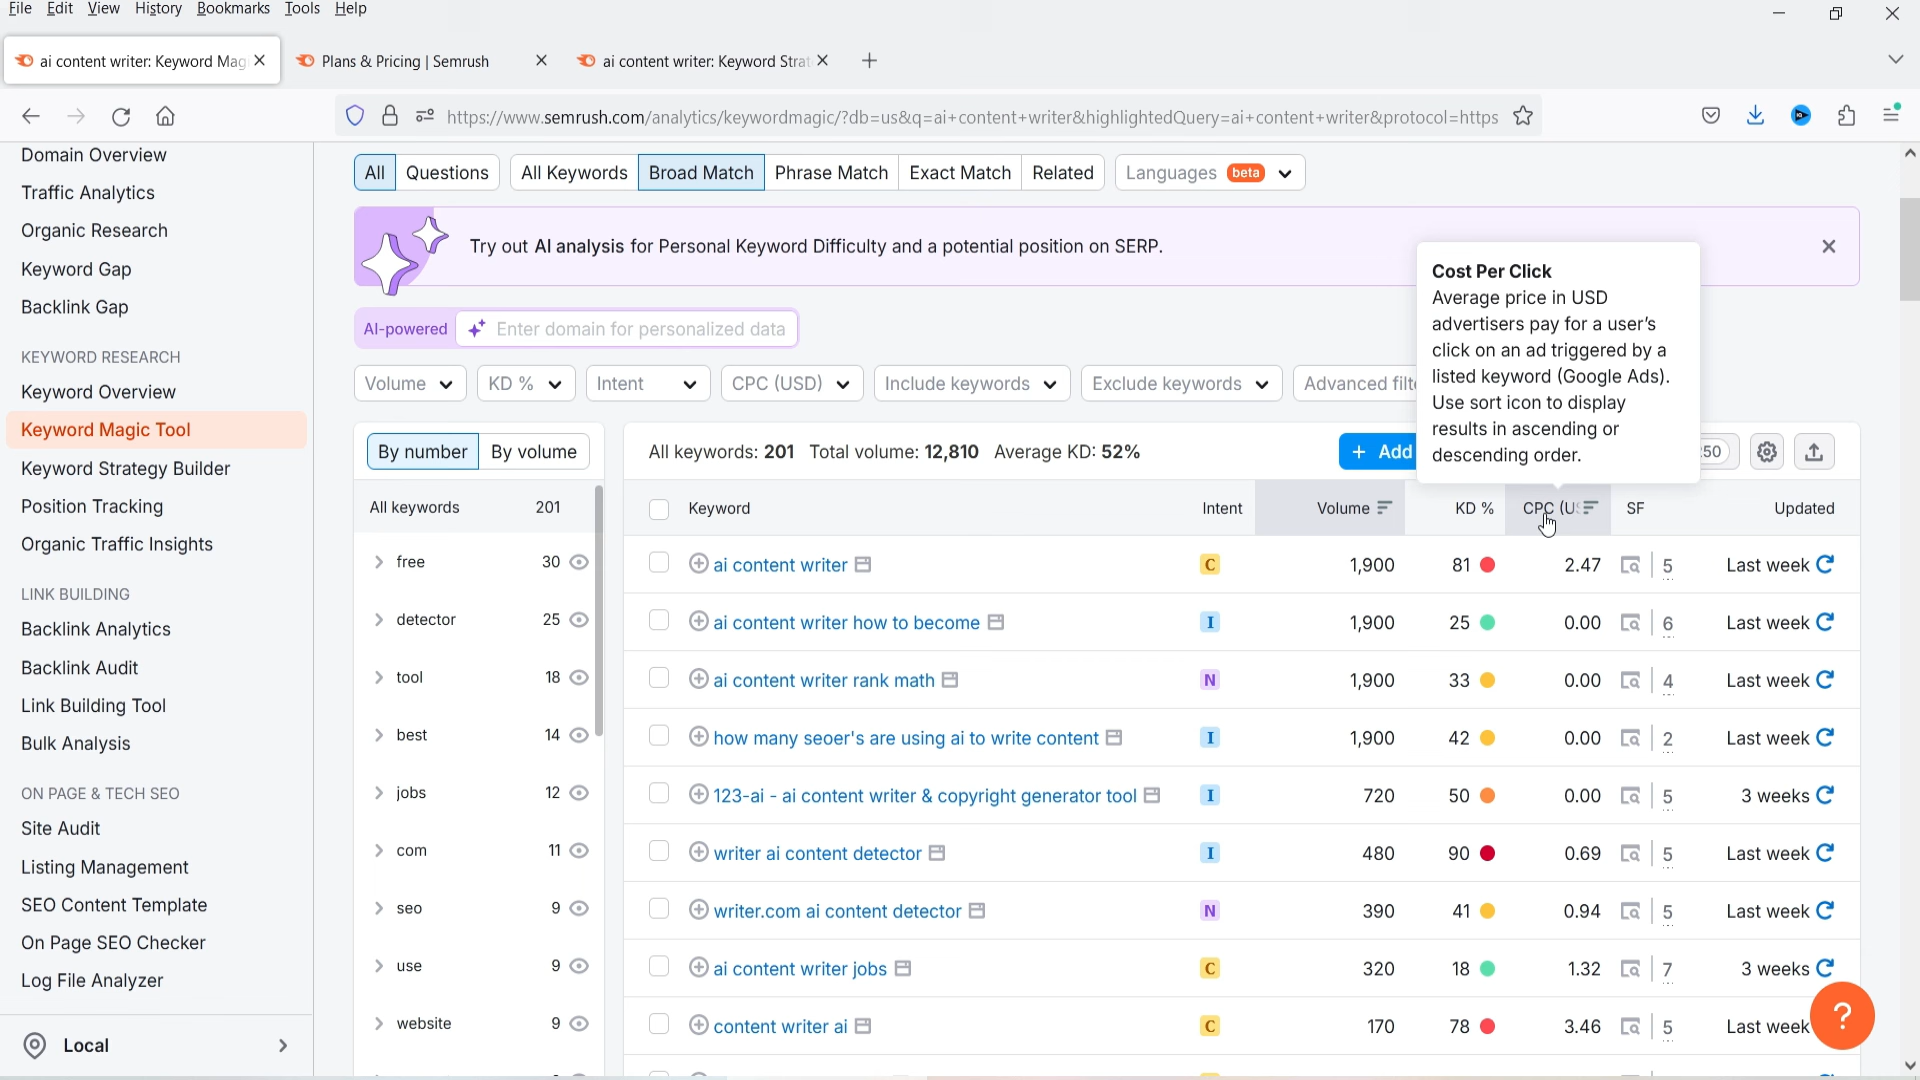 File Edit View History Bookmarks Tools Help
ai content writer: Keyword Mag
Plans & Pricing | Semrush
ai content writer: Keyword Strat
https://www.semrush.com/analytics/keywordmagic/?db=us&q=ai+content+writer&highlightedQuery=ai+content+writer&protocol=https
Domain Overview
Traffic Analytics
Organic Research
Keyword Gap
Backlink Gap
KEYWORD RESEARCH
Keyword Overview
Keyword Magic Tool
Keyword Strategy Builder
Position Tracking
Organic Traffic Insights
LINK BUILDING
Backlink Analytics
Backlink Audit
Link Building Tool
Bulk Analysis
ON PAGE & TECH SEO
Site Audit
Listing Management
SEO Content Template
On Page SEO Checker
Log File Analyzer
Local
All Questions All Keywords Broad Match Phrase Match Exact Match Related Languages beta
Try out AI analysis for Personal Keyword Difficulty and a potential position on SERP.
AI-powered Enter domain for personalized data
Volume KD % Intent CPC (USD) Include keywords Exclude keywords Advanced filte
Cost Per Click
Average price in USD
advertisers pay for a user's
click on an ad triggered by a
listed keyword (Google Ads).
Use sort icon to display
results in ascending or
descending order.
By number By volume
All keywords 201
free 30
detector 25
tool 18
best 14
jobs 12
com 11
seo 9
use 9
website 9
All keywords: 201 Total volume: 12,810 Average KD: 52% + Add :50
Keyword Intent Volume KD % CPC (US SF Updated
ai content writer C 1,900 81 2.47 5 Last week
ai content writer how to become I 1,900 25 0.00 6 Last week
ai content writer rank math N 1,900 33 0.00 4 Last week
how many seoer's are using ai to write content I 1,900 42 0.00 2 Last week
123-ai - ai content writer & copyright generator tool I 720 50 0.00 5 3 weeks
writer ai content detector I 480 90 0.69 5 Last week
writer.com ai content detector N 390 41 0.94 5 Last week
ai content writer jobs C 320 18 1.32 7 3 weeks
content writer ai C 170 78 3.46 5 Last week
?